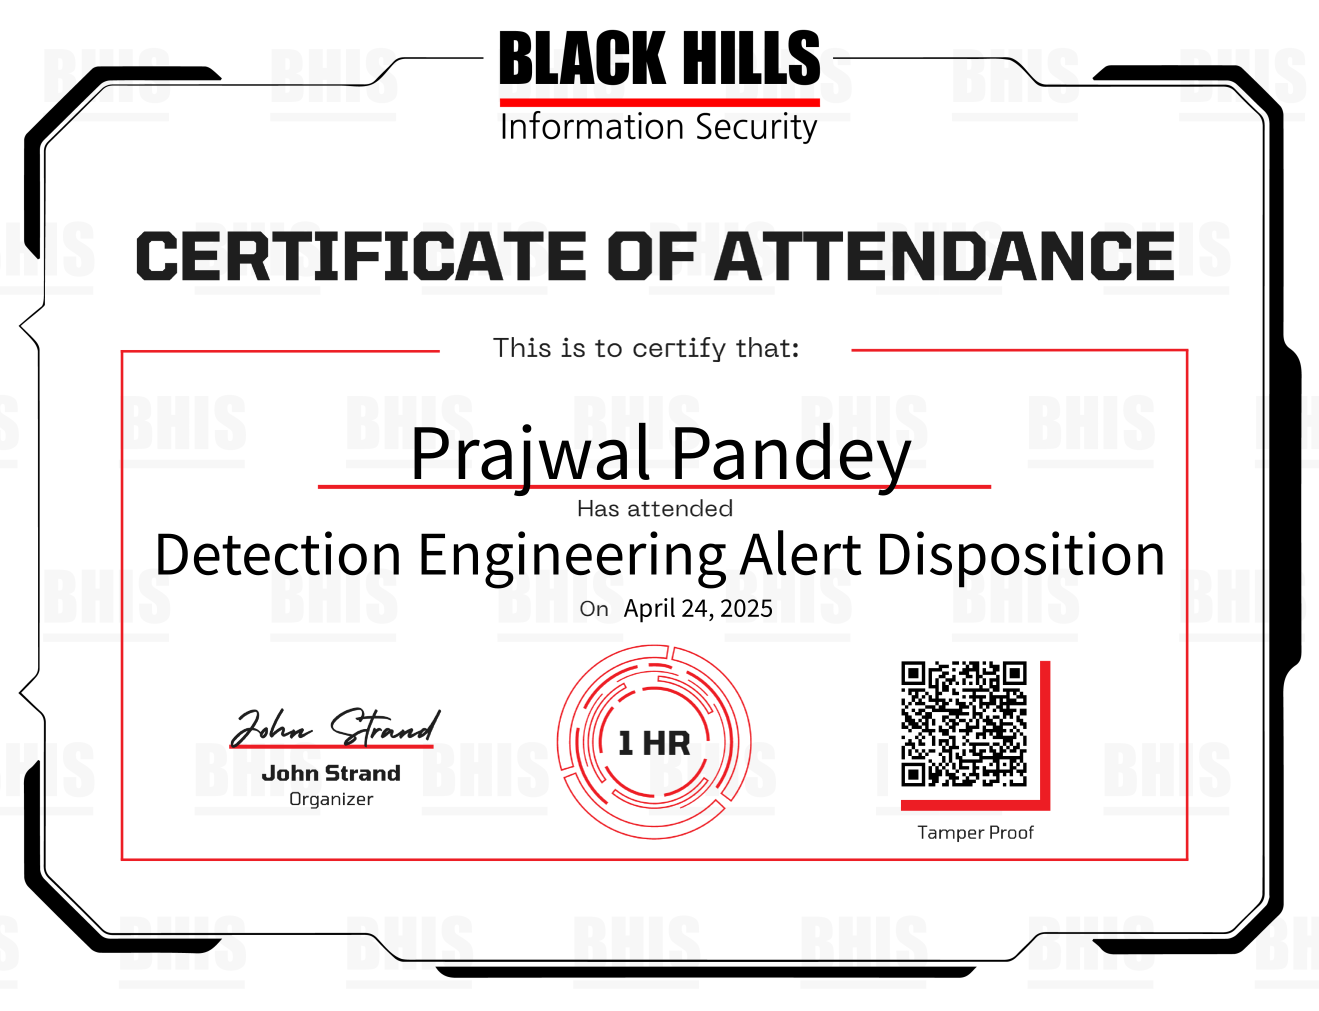 BLACK HILLS
Information Security
CERTIFICATE OF ATTENDANCE
This is to certify that:
Prajwal Pandey
Has attended
Detection Engineering Alert Disposition
On April 24, 2025
John Strand
John Strand
Organizer
1 HR
Tamper Proof
BHIS